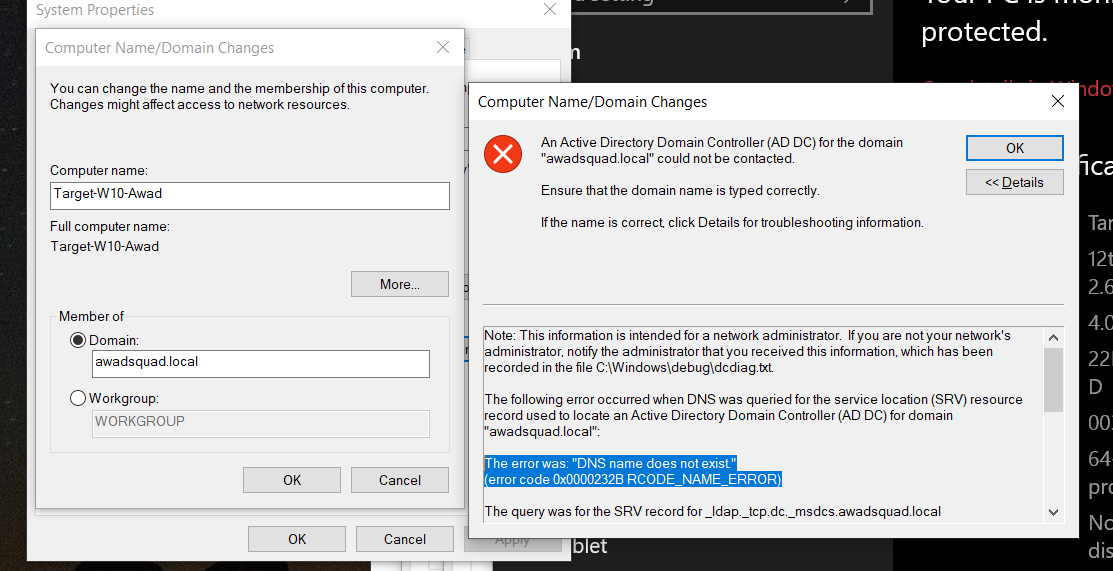 System Properties
Computer Name/Domain Changes
You can change the name and the membership of this computer.
Changes might affect access to network resources.
Computer name:
Target-W10-Awad
Full computer name:
Target-W10-Awad
More...
Member of
Domain:
awadsquad.local
Workgroup:
WORKGROUP
OK
Cancel
OK
Cancel
Apply
protected.
Computer Name/Domain Changes
An Active Directory Domain Controller (AD DC) for the domain
"awadsquad.local" could not be contacted.
Ensure that the domain name is typed correctly.
If the name is correct, click Details for troubleshooting information.
OK
<< Details
Note: This information is intended for a network administrator.  If you are not your network's
administrator, notify the administrator that you received this information, which has been
recorded in the file C:\Windows\debug\dcdiag.txt.
The following error occurred when DNS was queried for the service location (SRV) resource
record used to locate an Active Directory Domain Controller (AD DC) for domain
"awadsquad.local":
The error was: "DNS name does not exist."
(error code 0x0000232B RCODE_NAME_ERROR)
The query was for the SRV record for _ldap._tcp.dc._msdcs.awadsquad.local
Tar
12t
2.6
4.0
22
D
00
64
pro
No
dis
blet